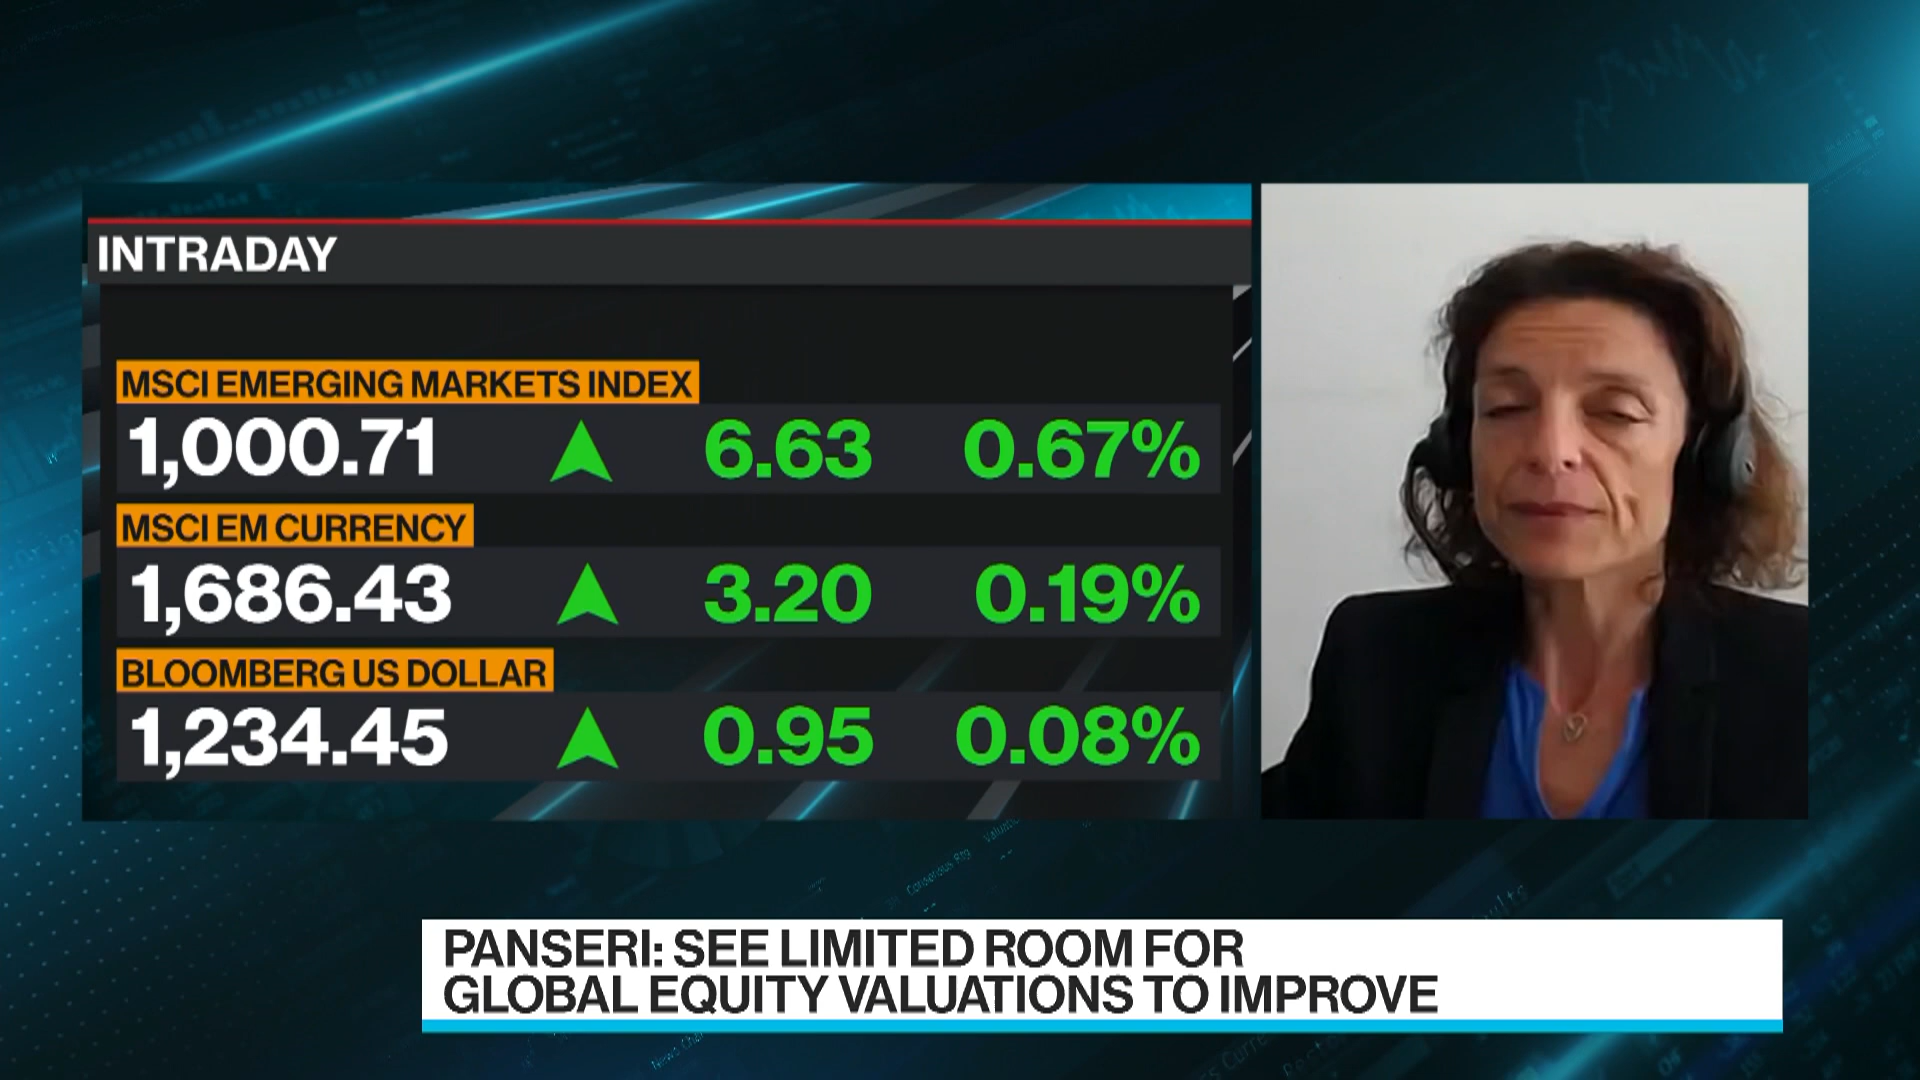 INTRADAY
MSCI EMERGING MARKETS INDEX
1,000.71 6.63 0.67%
MSCI EM CURRENCY
1,686.43 3.20 0.19%
BLOOMBERG US DOLLAR
1,234.45 0.95 0.08%
PANSERI: SEE LIMITED ROOM FOR
GLOBAL EQUITY VALUATIONS TO IMPROVE